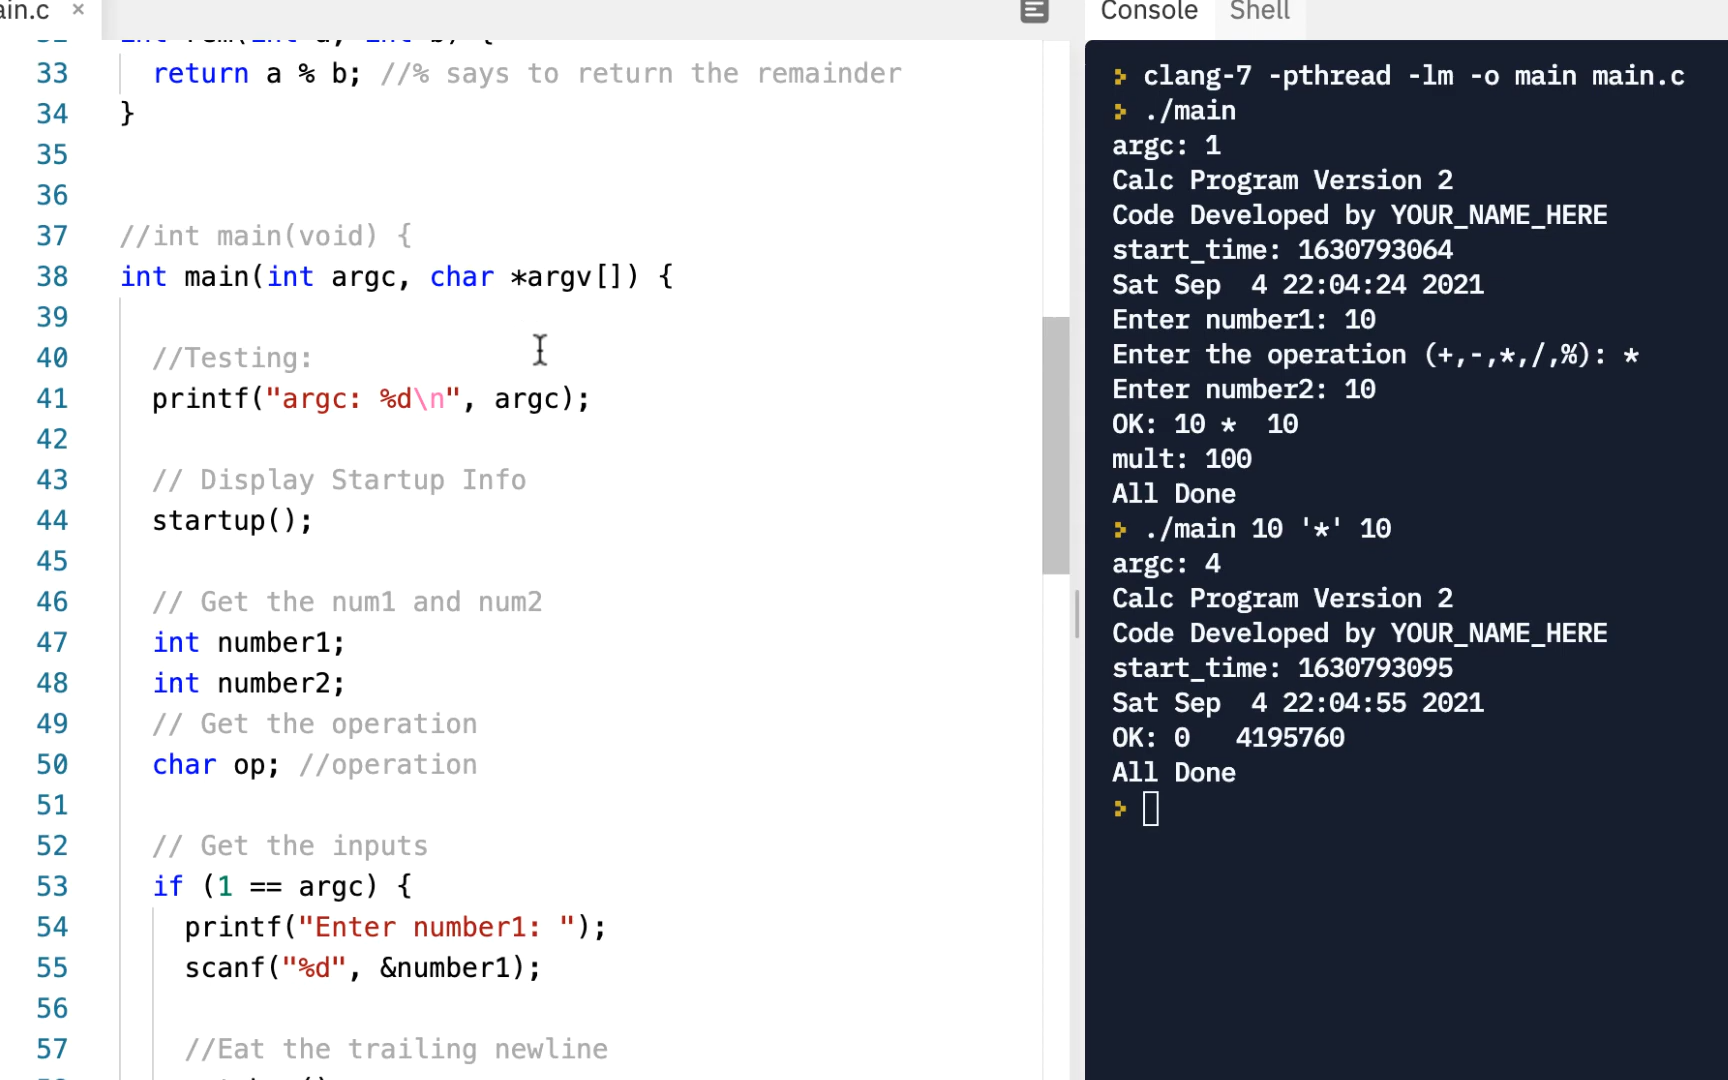 ain.c ×
33 return a % b; //% says to return the remainder
34 }
35
36
37 //int main(void) {
38 int main(int argc, char *argv[]) {
39
40 //Testing:
41 printf("argc: %d\n", argc);
42
43 // Display Startup Info
44 startup();
45
46 // Get the num1 and num2
47 int number1;
48 int number2;
49 // Get the operation
50 char op; //operation
51
52 // Get the inputs
53 if (1 == argc) {
54 printf("Enter number1: ");
55 scanf("%d", &number1);
56
57 //Eat the trailing newline
Console Shell
clang-7 -pthread -lm -o main main.c
./main
argc: 1
Calc Program Version 2
Code Developed by YOUR_NAME_HERE
start_time: 1630793064
Sat Sep  4 22:04:24 2021
Enter number1: 10
Enter the operation (+,-,*,/,%): *
Enter number2: 10
OK: 10 *  10
mult: 100
All Done
./main 10 '*' 10
argc: 4
Calc Program Version 2
Code Developed by YOUR_NAME_HERE
start_time: 1630793095
Sat Sep  4 22:04:55 2021
OK: 0   4195760
All Done